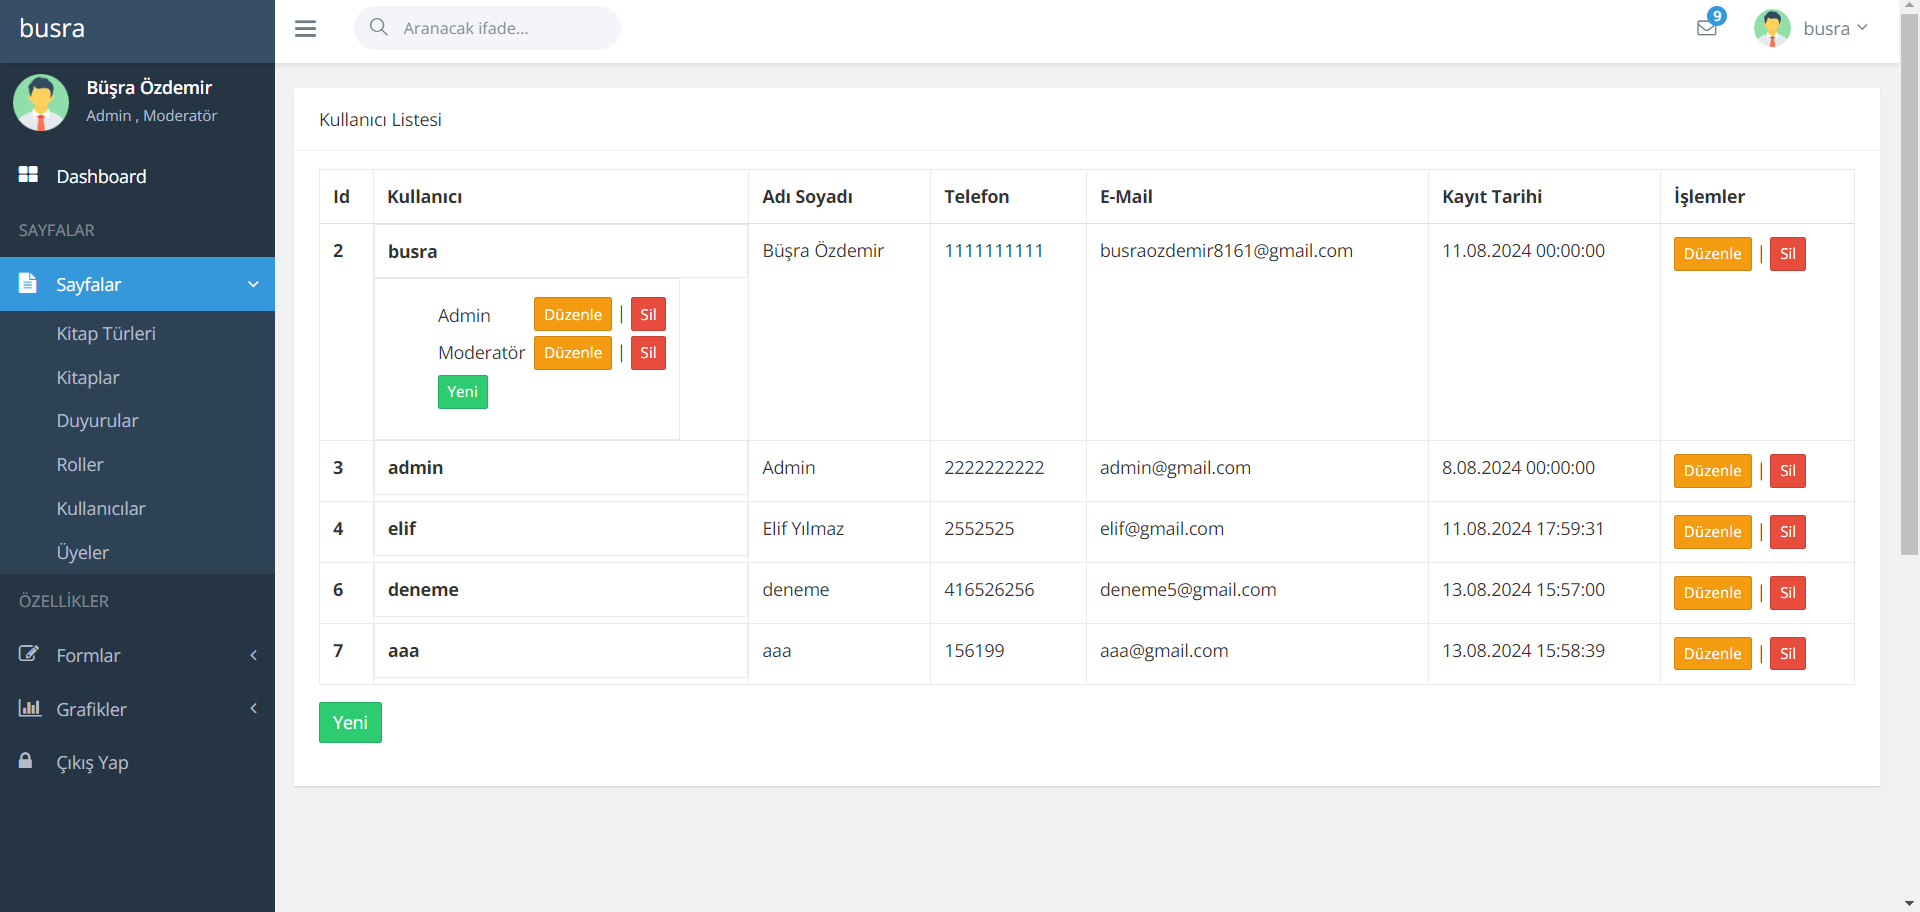 busra
Aranacak ifade...
9
busra
Büşra Özdemir
Admin , Moderatör
Dashboard
SAYFALAR
Sayfalar
Kitap Türleri
Kitaplar
Duyurular
Roller
Kullanıcılar
Üyeler
ÖZELLİKLER
Formlar
Grafikler
Çıkış Yap
Kullanıcı Listesi
Id Kullanıcı Adı Soyadı Telefon E-Mail Kayıt Tarihi İşlemler
2 busra Büşra Özdemir 1111111111 busraozdemir8161@gmail.com 11.08.2024 00:00:00 Düzenle | Sil
Admin Düzenle | Sil
Moderatör Düzenle | Sil
Yeni
3 admin Admin 2222222222 admin@gmail.com 8.08.2024 00:00:00 Düzenle | Sil
4 elif Elif Yılmaz 2552525 elif@gmail.com 11.08.2024 17:59:31 Düzenle | Sil
6 deneme deneme 416526256 deneme5@gmail.com 13.08.2024 15:57:00 Düzenle | Sil
7 aaa aaa 156199 aaa@gmail.com 13.08.2024 15:58:39 Düzenle | Sil
Yeni